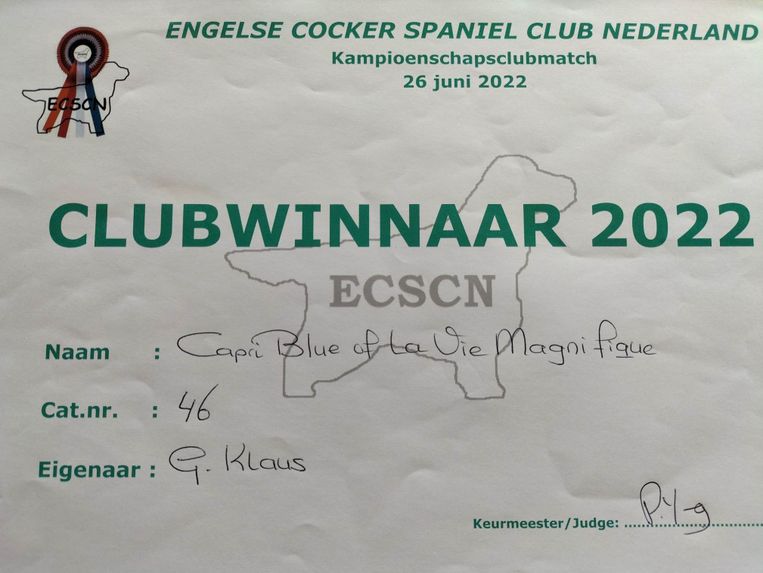 ENGELSE COCKER SPANIEL CLUB NEDERLAND
Kampioenschapsclubmatch
26 juni 2022
ECSCN
CLUBWINNAAR 2022
ECSCN
Naam : Capri Blue of La Vie Magnifique
Cat.nr. : 46
Eigenaar : G. Klaus
Keurmeester/Judge: